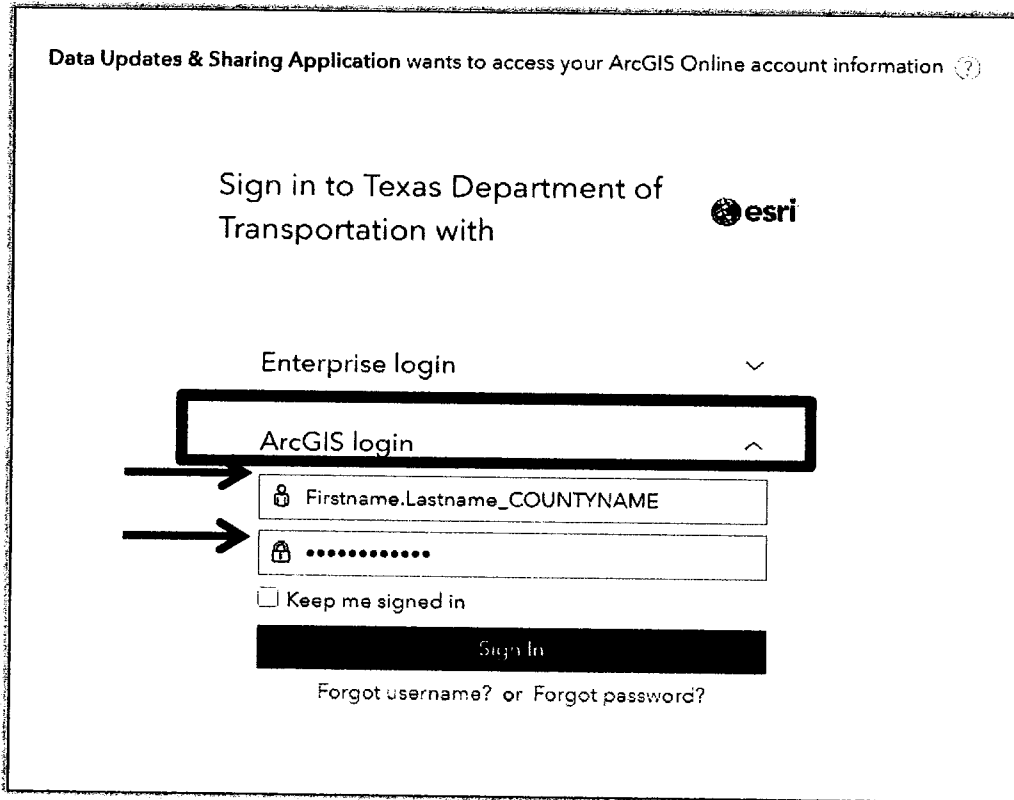 Data Updates & Sharing Application wants to access your ArcGIS Online account information ?
Sign in to Texas Department of
Transportation with
esri
Enterprise login
ArcGIS login
Firstname.Lastname_COUNTYNAME
••••••••••••
Keep me signed in
Sign In
Forgot username? or Forgot password?